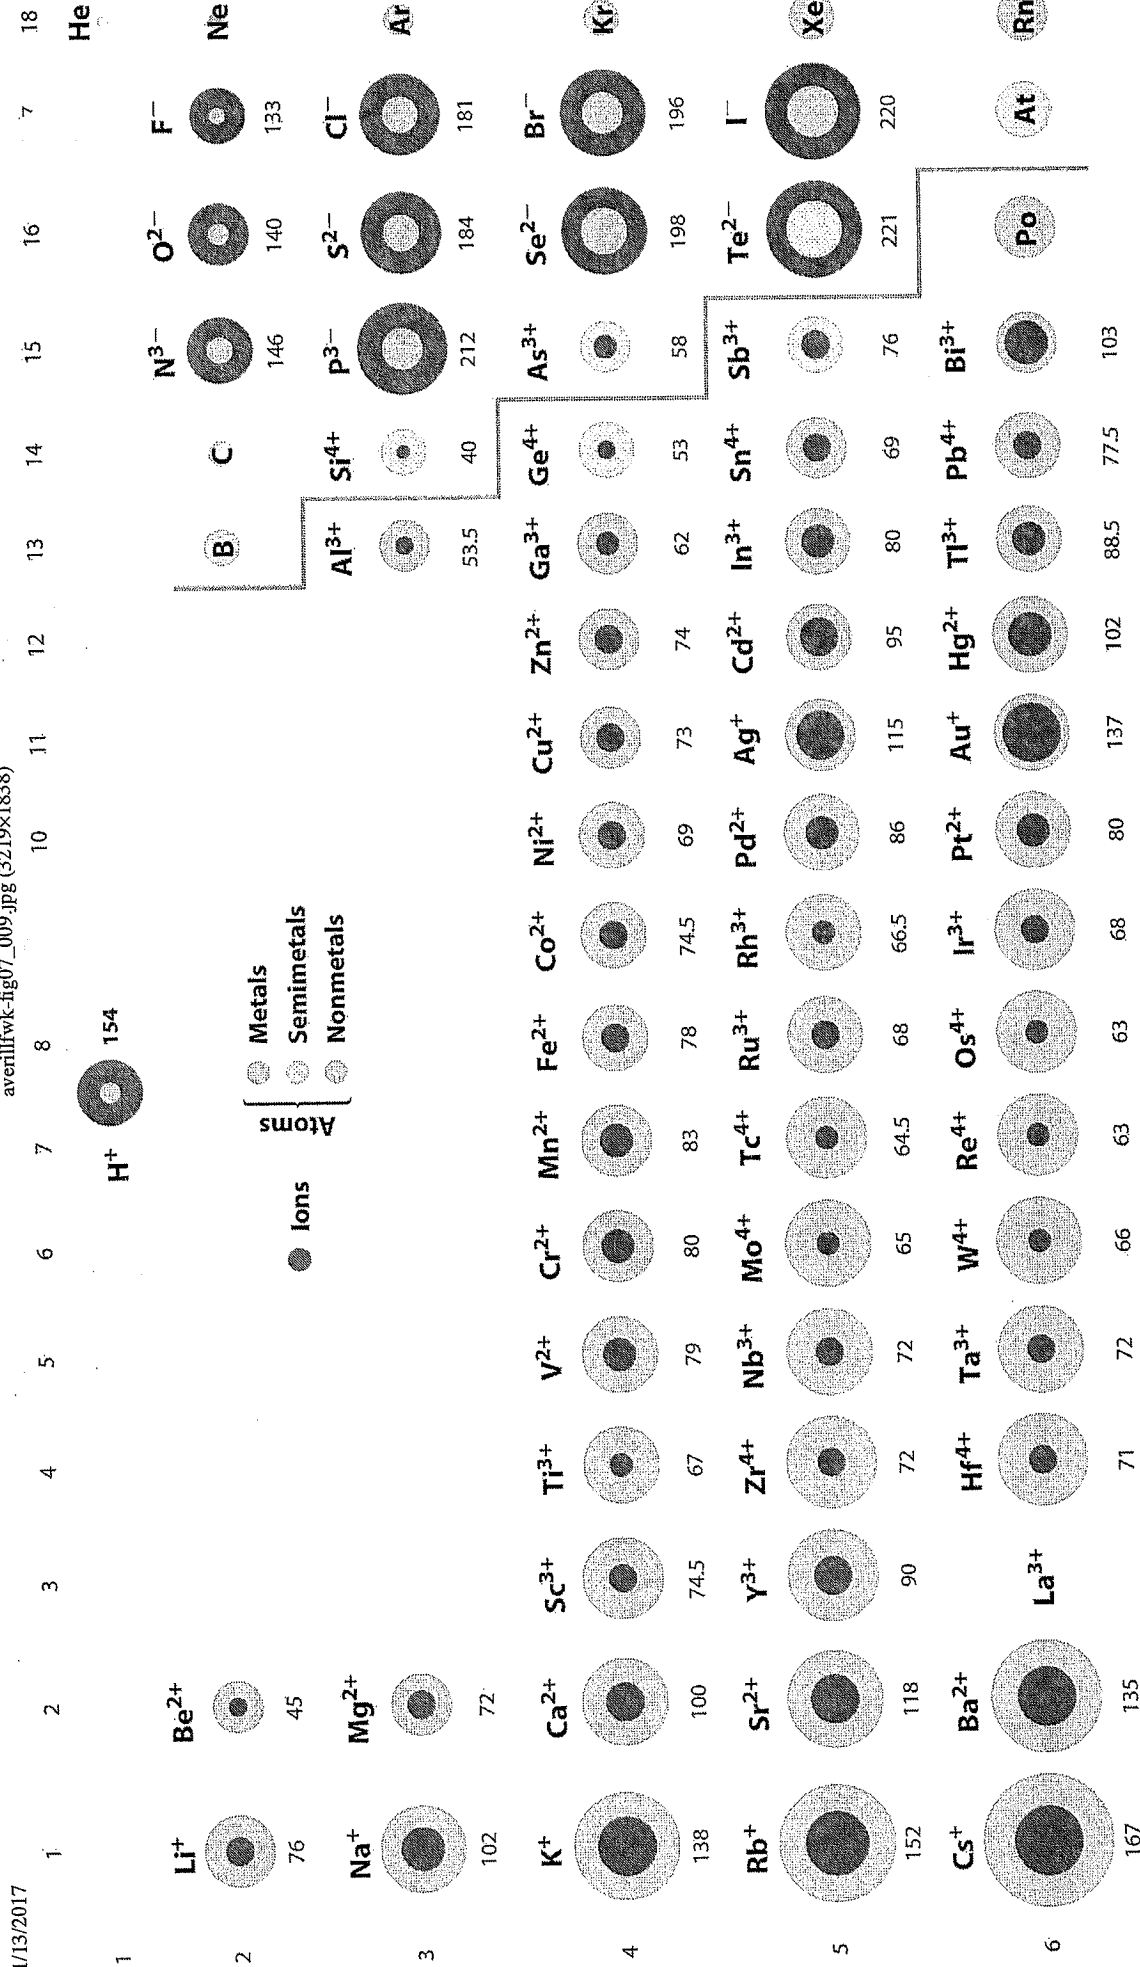 1/13/2017
averillfwk-fig07_009.jpg (3219×1838)
1 2 3 4 5 6 7 8 10 11 12 13 14 15 16 7 18
1 H⁺ 154 He
Ions
Atoms
Metals
Semimetals
Nonmetals
2 Li⁺ Be²⁺ B C N³⁻ O²⁻ F⁻ Ne
76 45 146 140 133
3 Na⁺ Mg²⁺ Al³⁺ Si⁴⁺ P³⁻ S²⁻ Cl⁻ Ar
102 72 53.5 40 212 184 181
4 K⁺ Ca²⁺ Sc³⁺ Ti³⁺ V²⁺ Cr²⁺ Mn²⁺ Fe²⁺ Co²⁺ Ni²⁺ Cu²⁺ Zn²⁺ Ga³⁺ Ge⁴⁺ As³⁺ Se²⁻ Br⁻ Kr
138 100 74.5 67 79 80 83 78 74.5 69 73 74 62 53 58 198 196
5 Rb⁺ Sr²⁺ Y³⁺ Zr⁴⁺ Nb³⁺ Mo⁴⁺ Tc⁴⁺ Ru³⁺ Rh³⁺ Pd²⁺ Ag⁺ Cd²⁺ In³⁺ Sn⁴⁺ Sb³⁺ Te²⁻ I⁻ Xe
152 118 90 72 72 65 64.5 68 66.5 86 115 95 80 69 76 221 220
6 Cs⁺ Ba²⁺ La³⁺ Hf⁴⁺ Ta³⁺ W⁴⁺ Re⁴⁺ Os⁴⁺ Ir³⁺ Pt²⁺ Au⁺ Hg²⁺ Tl³⁺ Pb⁴⁺ Bi³⁺ Po At Rn
167 135 71 72 66 63 63 68 80 137 102 88.5 77.5 103